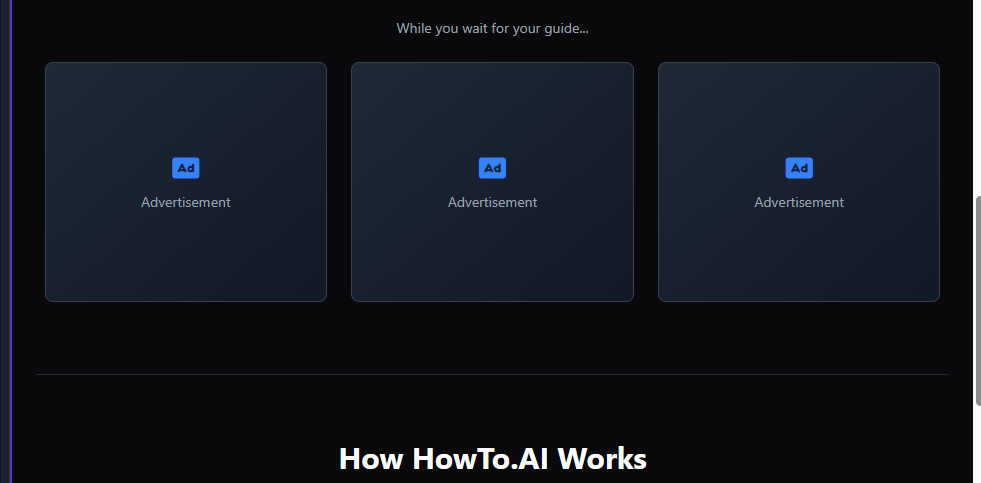 While you wait for your guide...
Ad
Ad
Ad
Advertisement
Advertisement
Advertisement
How HowTo.AI Works